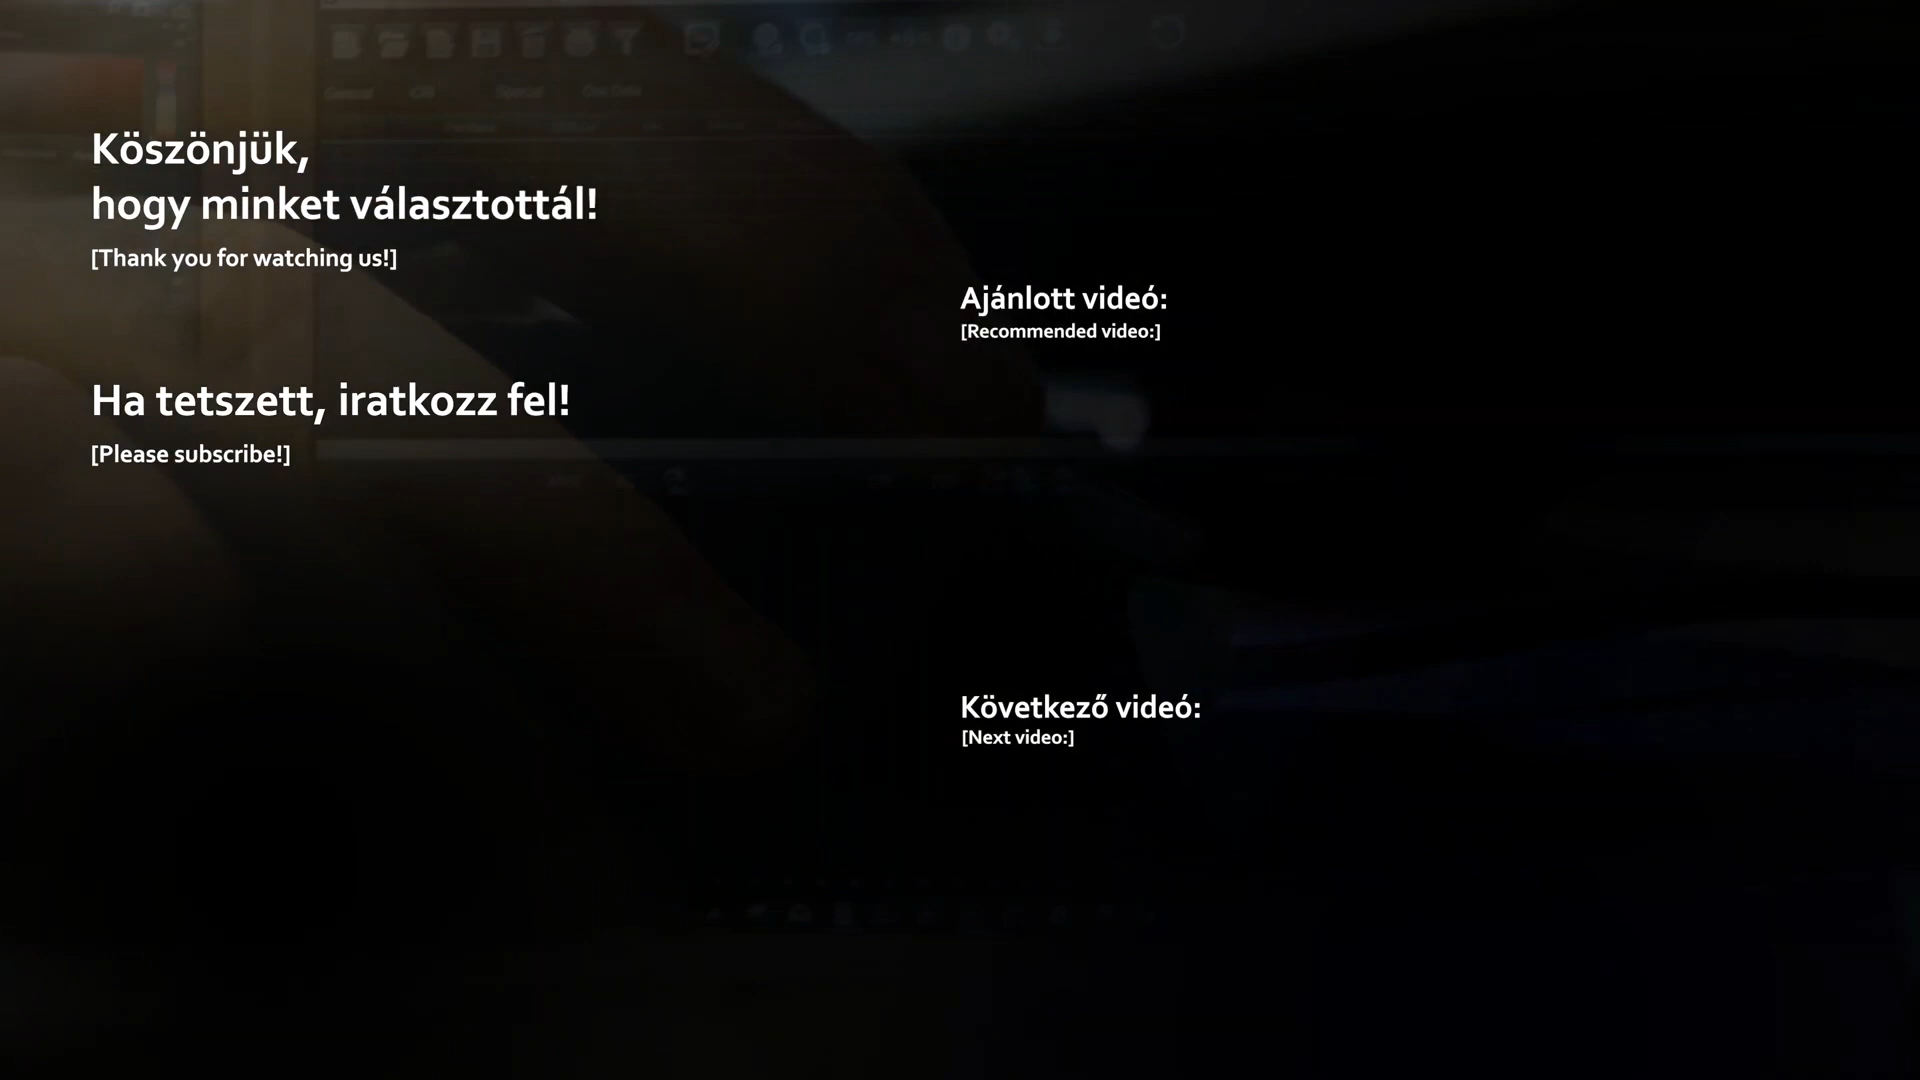 Köszönjük,
hogy minket választottál!
[Thank you for watching us!]
Ha tetszett, iratkozz fel!
[Please subscribe!]
Ajánlott videó:
[Recommended video:]
Következő videó:
[Next video:]